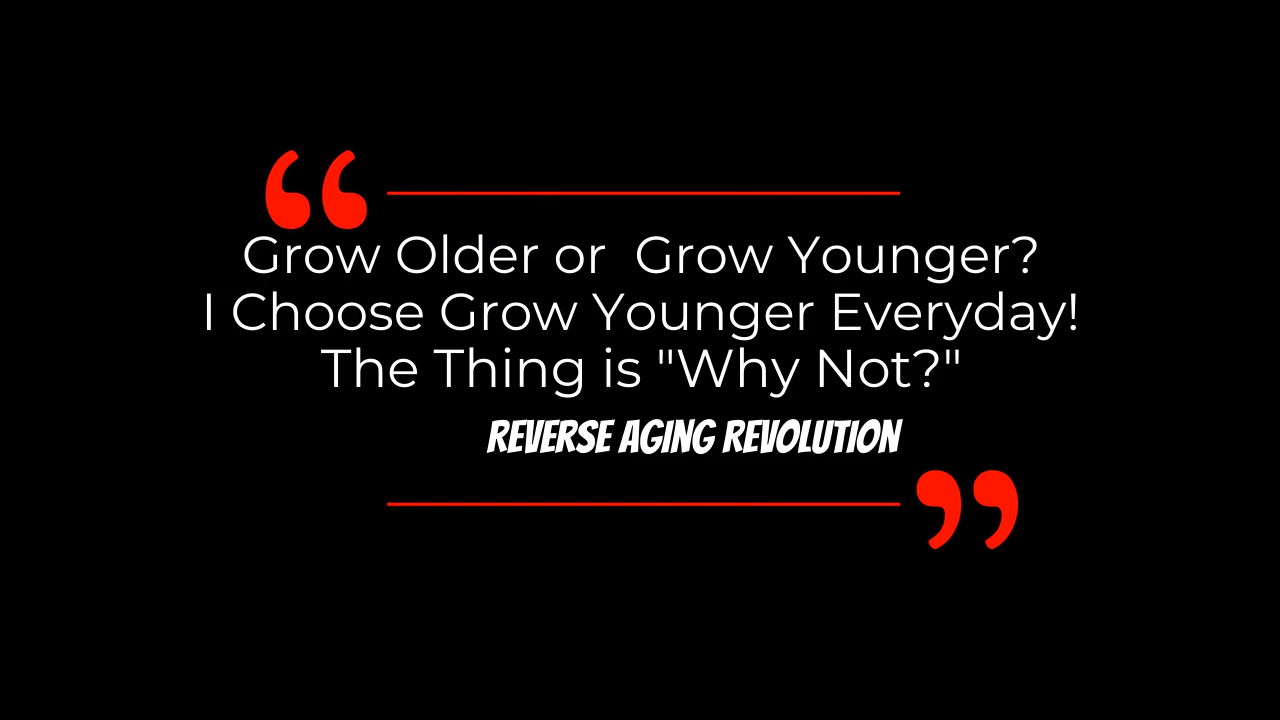 Grow Older or  Grow Younger?
I Choose Grow Younger Everyday!
The Thing is "Why Not?"
REVERSE AGING REVOLUTION